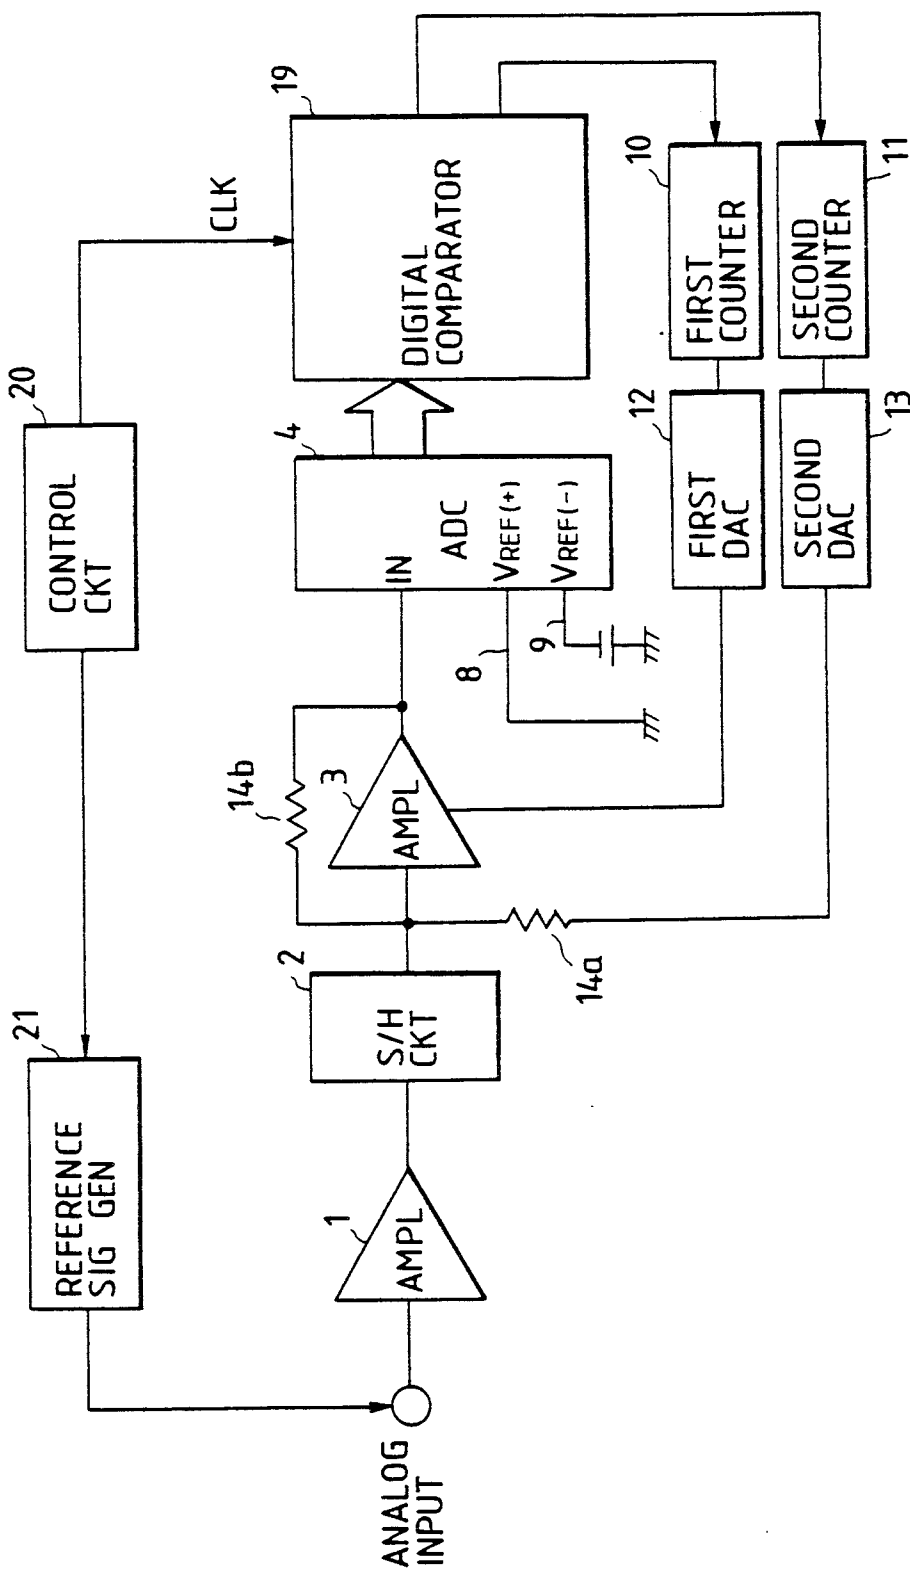 21
REFERENCE
SIG GEN
20
CONTROL
CKT
CLK
19
DIGITAL
COMPARATOR
ANALOG
INPUT
1
AMPL
2
S/H
CKT
14b
3
AMPL
14a
4
IN
ADC
VREF(+)
VREF(-)
8
9
12
FIRST
DAC
10
FIRST
COUNTER
SECOND
DAC
13
SECOND
COUNTER
11